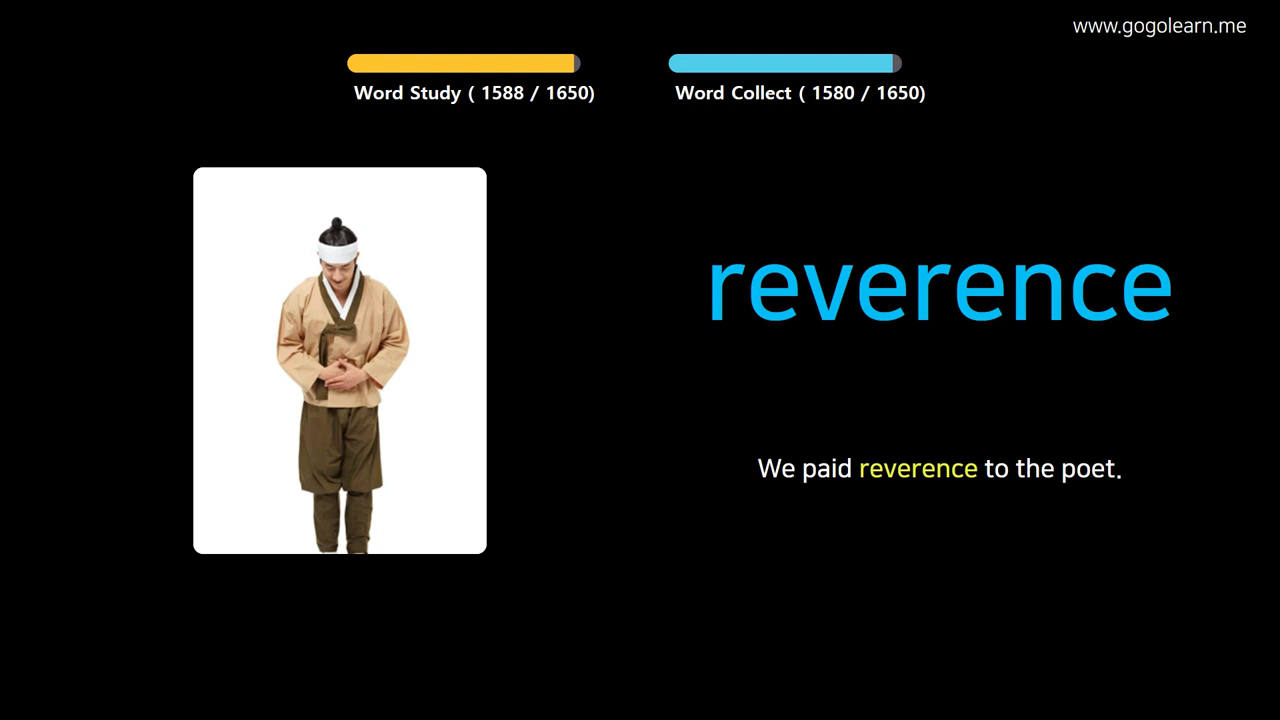 www.gogolearn.me
Word Study ( 1588 / 1650)
Word Collect ( 1580 / 1650)
reverence
We paid reverence to the poet.